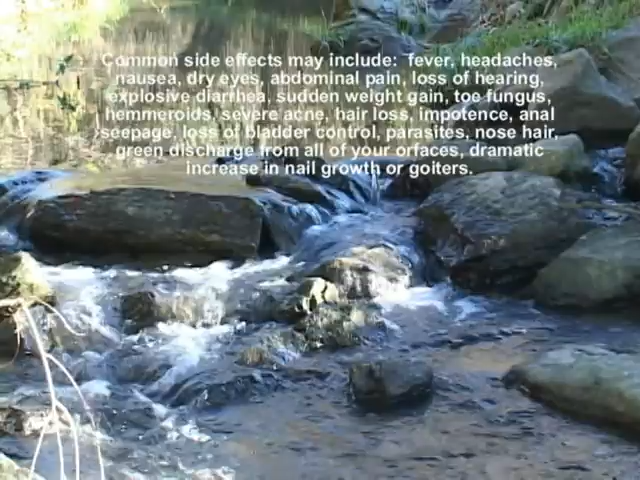 Common side effects may include:  fever, headaches,
nausea, dry eyes, abdominal pain, loss of hearing,
explosive diarrhea, sudden weight gain, toe fungus,
hemmeroids, severe acne, hair loss, impotence, anal
seepage, loss of bladder control, parasites, nose hair,
green discharge from all of your orfaces, dramatic
increase in nail growth or goiters.